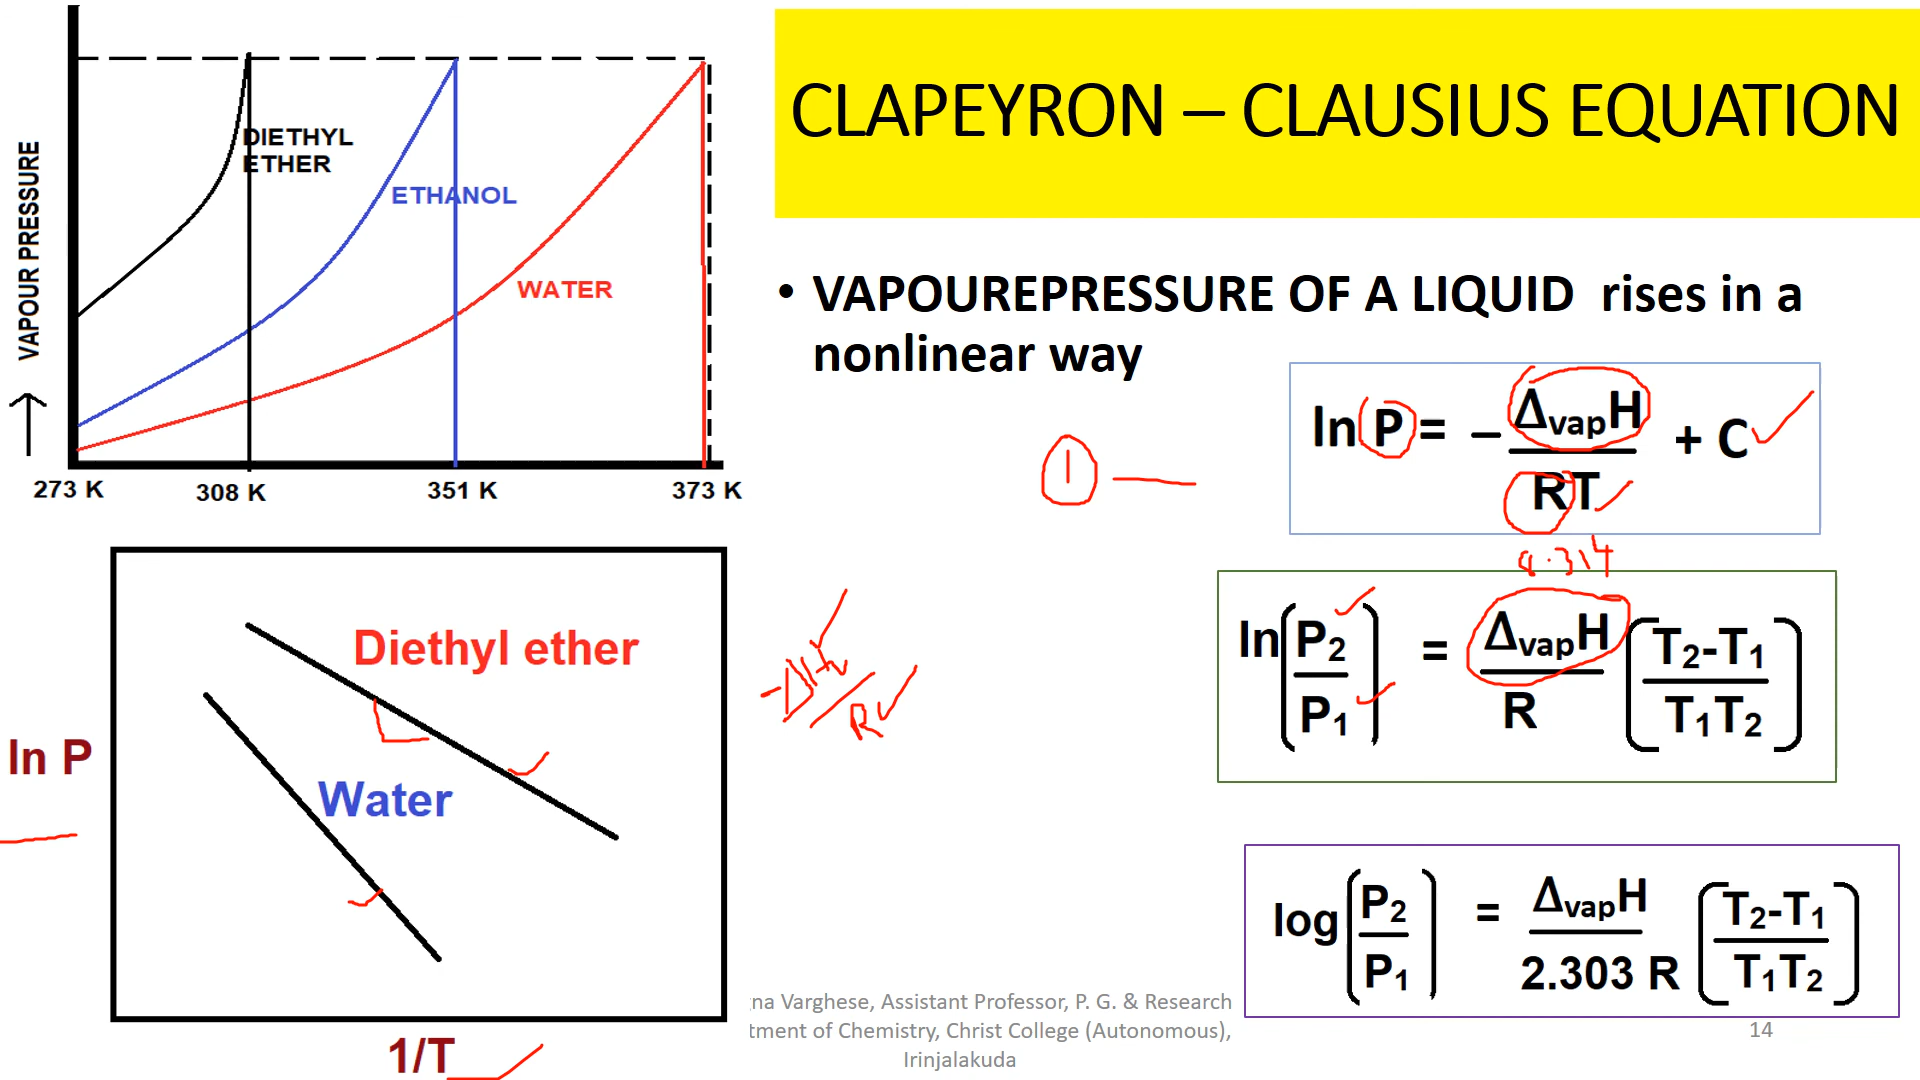 CLAPEYRON – CLAUSIUS EQUATION
VAPOUR PRESSURE
DIETHYL
ETHER
ETHANOL
WATER
273 K
308 K
351 K
373 K
• VAPOUREPRESSURE OF A LIQUID rises in a
nonlinear way
1
ln P = – ΔvapH / RT + C
8.314
ln(P2/P1) = ΔvapH / R (T2-T1 / T1T2)
log(P2/P1) = ΔvapH / 2.303 R (T2-T1 / T1T2)
ln P
Diethyl ether
Water
1/T
na Varghese, Assistant Professor, P. G. & Research
tment of Chemistry, Christ College (Autonomous),
Irinjalakuda
14